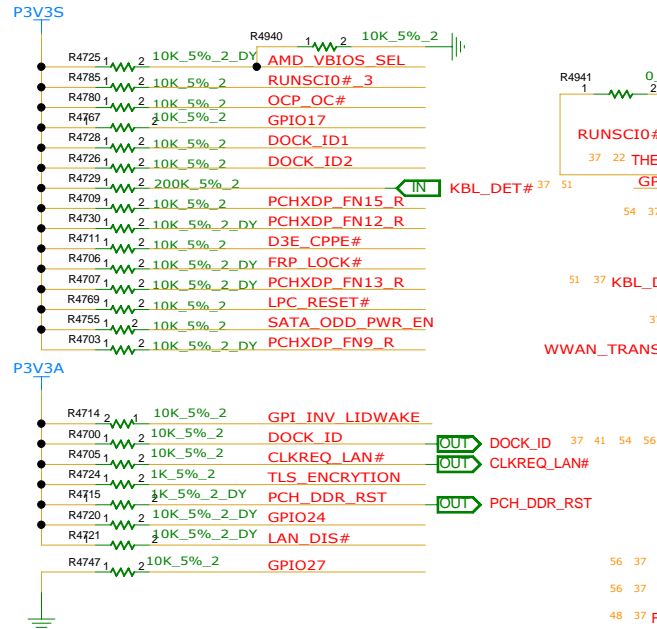 P3V3S
R4940 1 2 10K_5%_2
R4725 1 2 10K_5%_2_DY AMD_VBIOS_SEL
R4785 1 2 10K_5%_2 RUNSCI0#_3
R4780 1 2 10K_5%_2 OCP_OC#
R4767 1 2 10K_5%_2 GPIO17
R4728 1 2 10K_5%_2 DOCK_ID1
R4726 1 2 10K_5%_2 DOCK_ID2
R4729 1 2 200K_5%_2 IN KBL_DET# 37 51
R4709 1 2 10K_5%_2 PCHXDP_FN15_R
R4730 1 2 10K_5%_2_DY PCHXDP_FN12_R
R4711 1 2 10K_5%_2 D3E_CPPE#
R4706 1 2 10K_5%_2_DY FRP_LOCK#
R4707 1 2 10K_5%_2_DY PCHXDP_FN13_R
R4769 1 2 10K_5%_2 LPC_RESET#
R4755 1 2 10K_5%_2 SATA_ODD_PWR_EN
R4703 1 2 10K_5%_2_DY PCHXDP_FN9_R
P3V3A
R4714 2 1 10K_5%_2 GPI_INV_LIDWAKE
R4700 1 2 10K_5%_2 DOCK_ID OUT DOCK_ID 37 41 54 56
R4705 1 2 10K_5%_2 CLKREQ_LAN# OUT CLKREQ_LAN#
R4724 1 2 1K_5%_2 TLS_ENCRYTION
R4715 1 2 1K_5%_2_DY PCH_DDR_RST OUT PCH_DDR_RST
R4720 1 2 10K_5%_2_DY GPIO24
R4721 1 2 10K_5%_2_DY LAN_DIS#
R4747 1 2 10K_5%_2 GPIO27
R4941 1 2 0_
RUNSCI0#
37 22 THE
GP
54 37
51 37 KBL_D
37
WWAN_TRANS
56 37
56 37
48 37 F